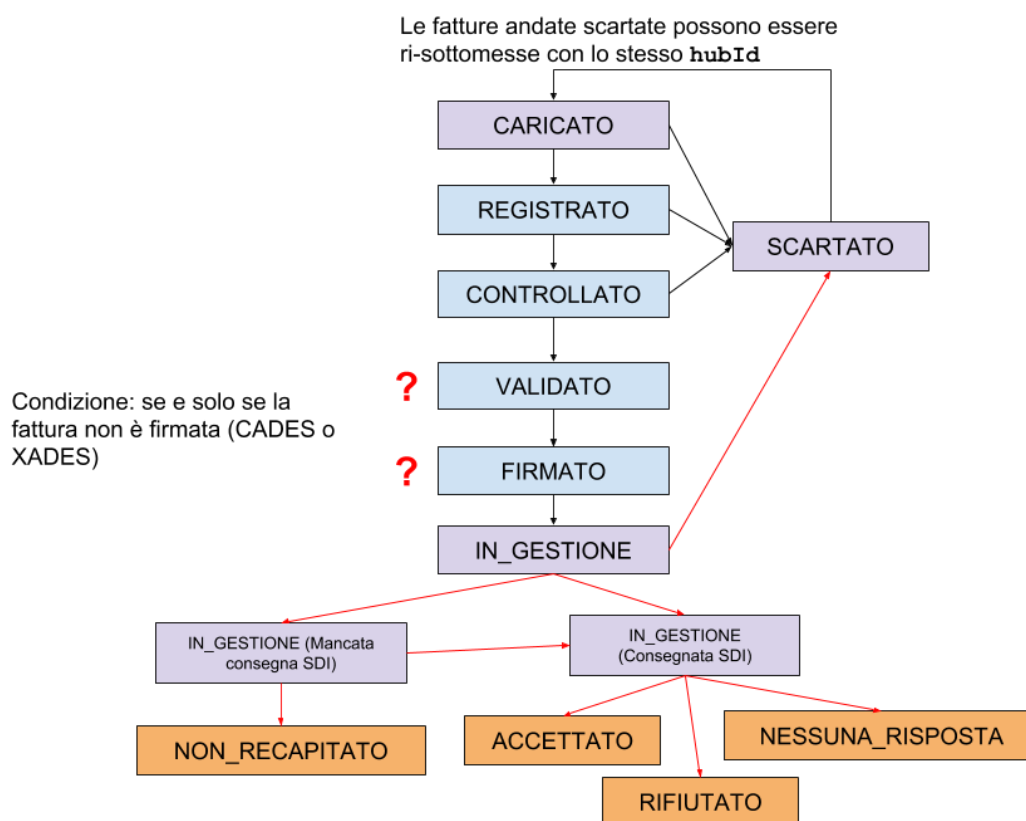 Le fatture andate scartate possono essere
ri-sottomesse con lo stesso hubId
CARICATO
REGISTRATO
SCARTATO
CONTROLLATO
? VALIDATO
Condizione: se e solo se la
fattura non è firmata (CADES o
XADES)
? FIRMATO
IN_GESTIONE
IN_GESTIONE (Mancata
consegna SDI)
IN_GESTIONE
(Consegnata SDI)
NON_RECAPITATO
ACCETTATO
NESSUNA_RISPOSTA
RIFIUTATO